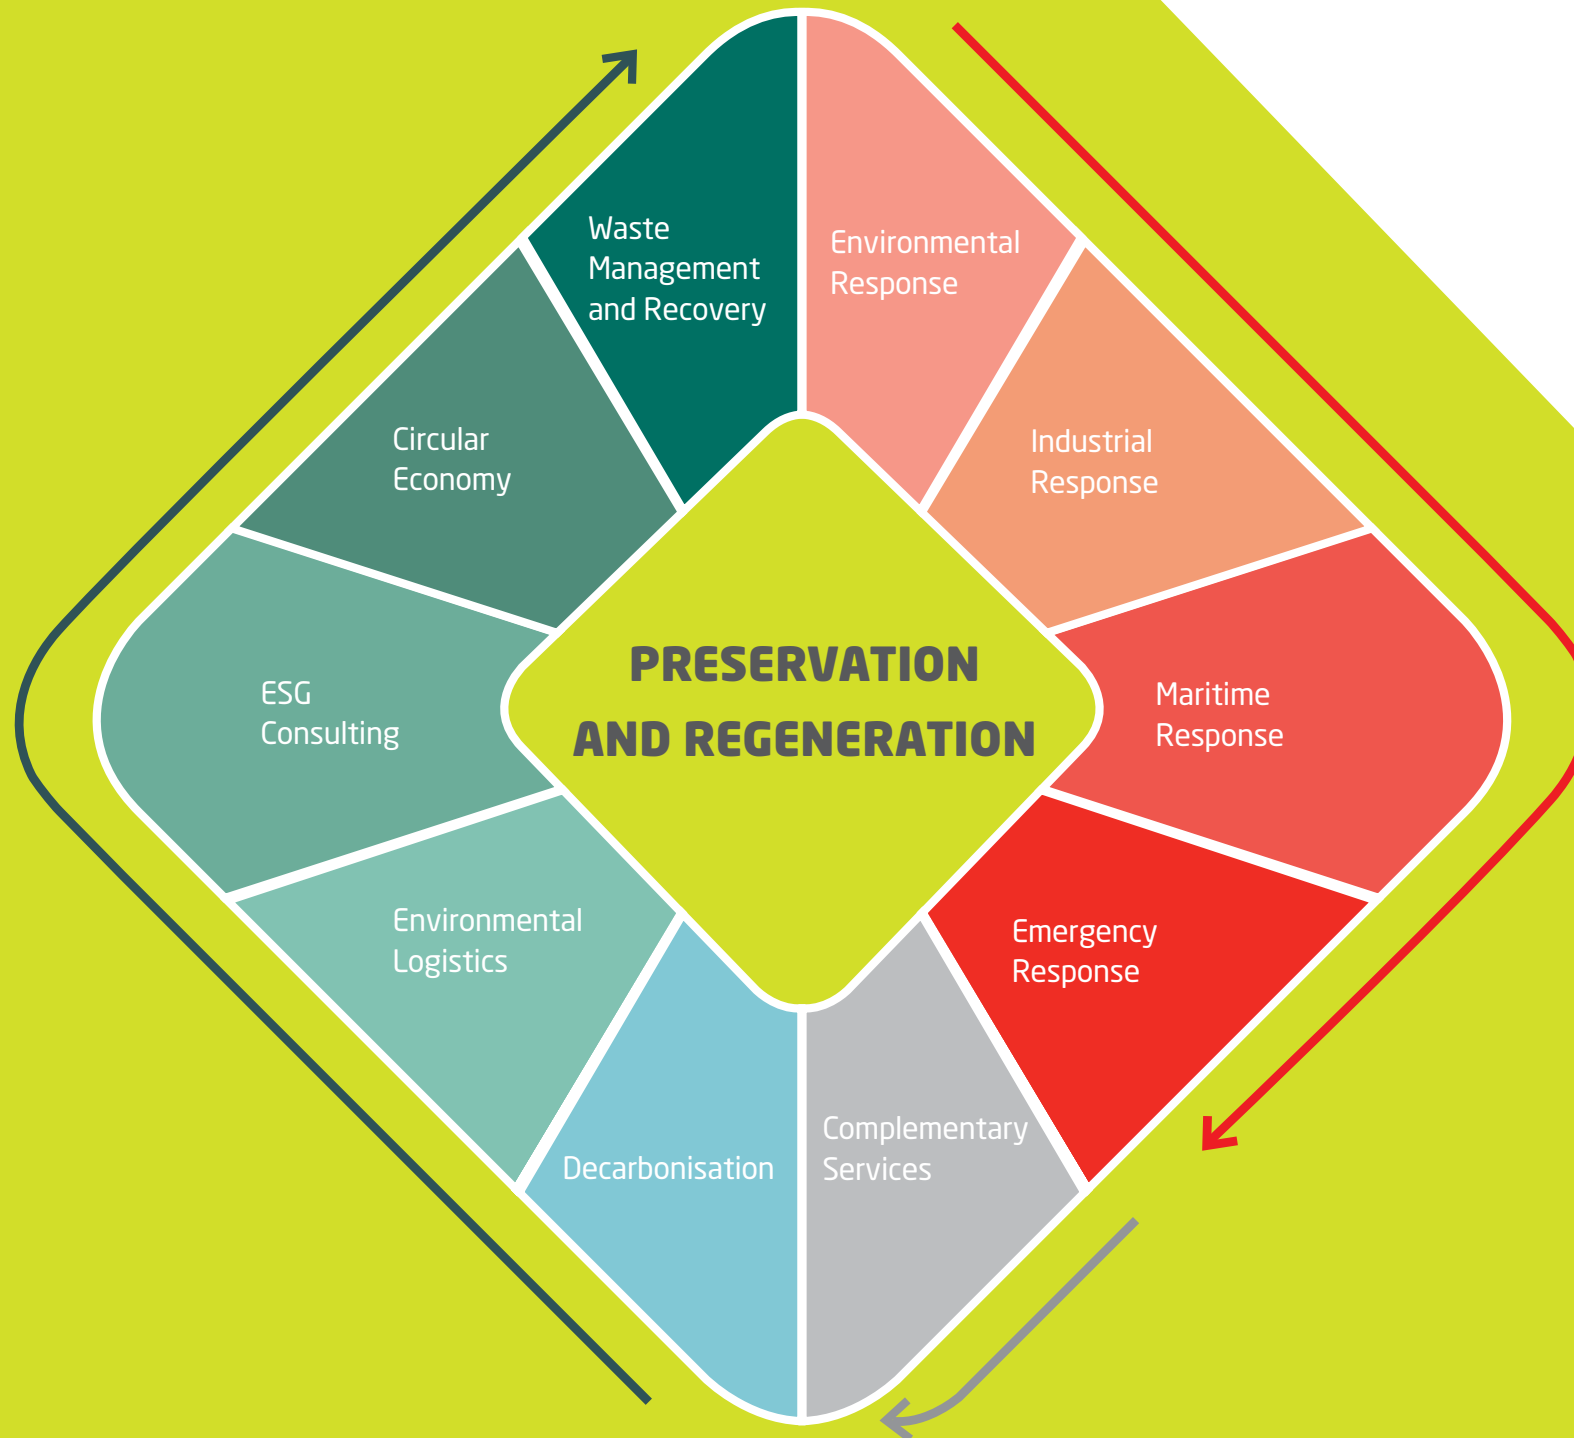 Waste
Management
and Recovery
Environmental
Response
Circular
Economy
Industrial
Response
PRESERVATION
AND REGENERATION
ESG
Consulting
Maritime
Response
Environmental
Logistics
Emergency
Response
Decarbonisation
Complementary
Services